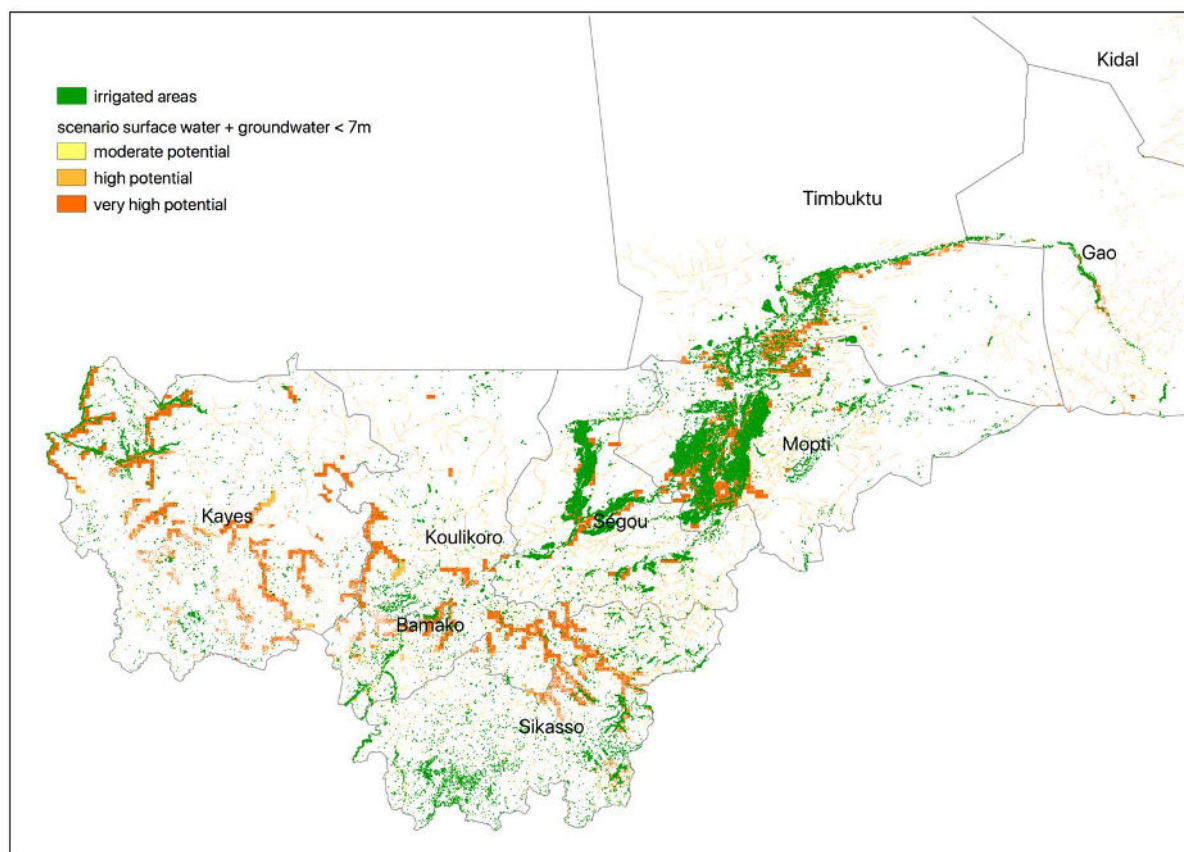 Kidal
irrigated areas
scenario surface water + groundwater < 7m
moderate potential
high potential
very high potential
Timbuktu
Gao
Mopti
Kayes
Ségou
Koulikoro
Bamako
Sikasso